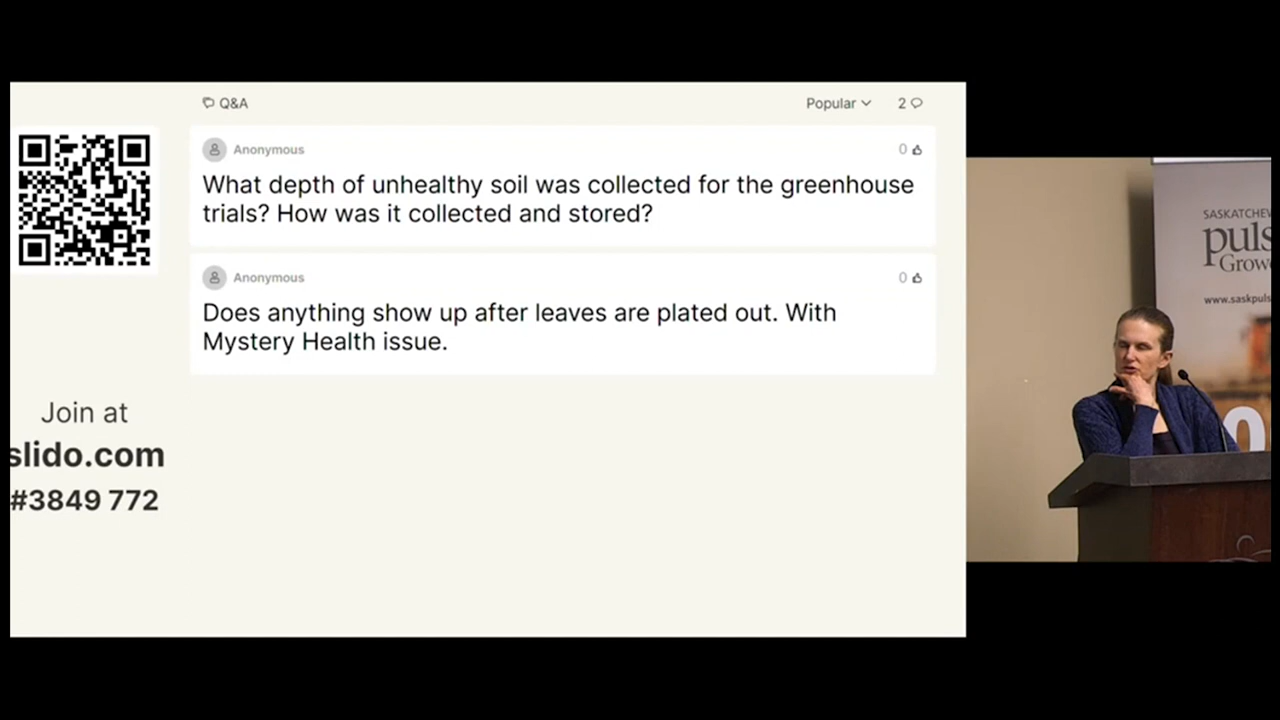 Q&A
Popular
2
Anonymous
0
What depth of unhealthy soil was collected for the greenhouse
trials? How was it collected and stored?
Anonymous
0
Does anything show up after leaves are plated out. With
Mystery Health issue.
Join at
slido.com
#3849 772
SASKATCHEW
puls
Growe
www.saskpuls
0